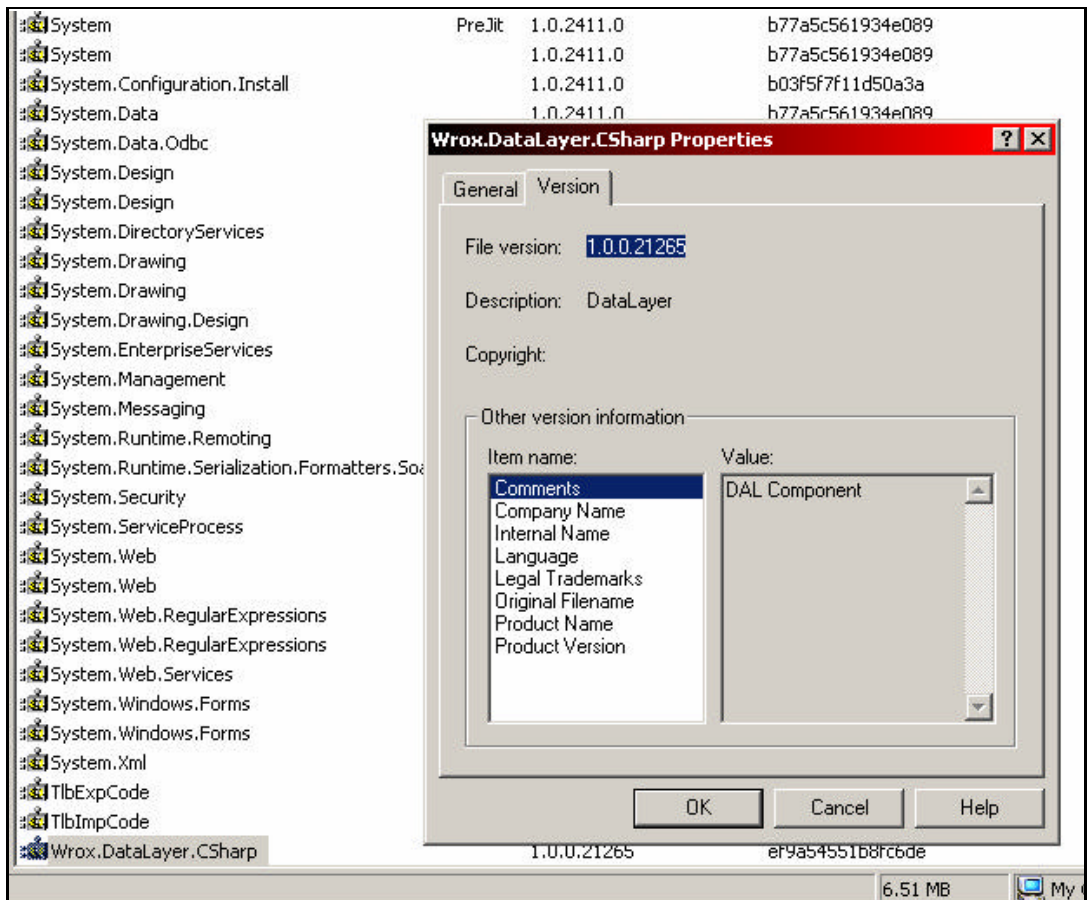 System PreJit 1.0.2411.0 b77a5c561934e089
System 1.0.2411.0 b77a5c561934e089
System.Configuration.Install 1.0.2411.0 b03f5f7f11d50a3a
System.Data 1.0.2411.0 b77a5c561934e089
System.Data.Odbc
System.Design
System.Design
System.DirectoryServices
System.Drawing
System.Drawing
System.Drawing.Design
System.EnterpriseServices
System.Management
System.Messaging
System.Runtime.Remoting
System.Runtime.Serialization.Formatters.Soa
System.Security
System.ServiceProcess
System.Web
System.Web
System.Web.RegularExpressions
System.Web.RegularExpressions
System.Web.Services
System.Windows.Forms
System.Windows.Forms
System.Xml
TlbExpCode
TlbImpCode
Wrox.DataLayer.CSharp 1.0.0.21265 ef9a54551b8fc6de
Wrox.DataLayer.CSharp Properties ? X
General Version
File version: 1.0.0.21265
Description: DataLayer
Copyright:
Other version information
Item name: Value:
Comments DAL Component
Company Name
Internal Name
Language
Legal Trademarks
Original Filename
Product Name
Product Version
OK Cancel Help
6.51 MB My